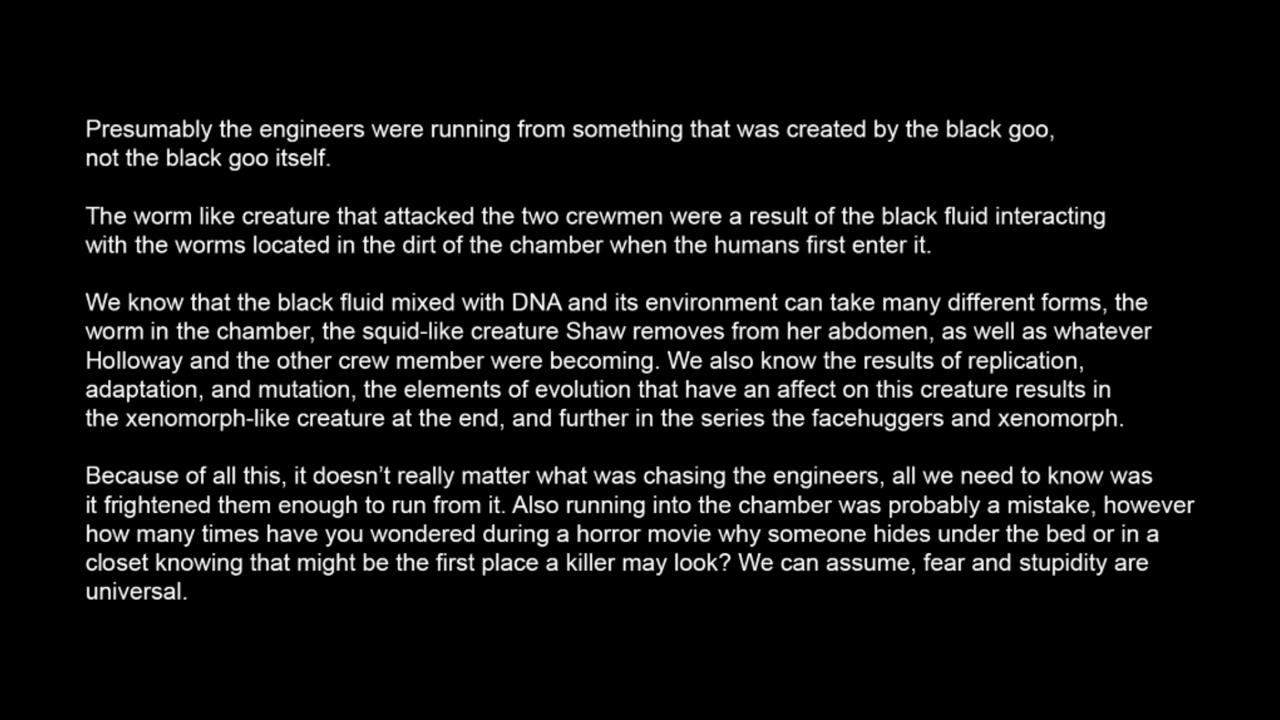 Presumably the engineers were running from something that was created by the black goo,
not the black goo itself.
The worm like creature that attacked the two crewmen were a result of the black fluid interacting
with the worms located in the dirt of the chamber when the humans first enter it.
We know that the black fluid mixed with DNA and its environment can take many different forms, the
worm in the chamber, the squid-like creature Shaw removes from her abdomen, as well as whatever
Holloway and the other crew member were becoming. We also know the results of replication,
adaptation, and mutation, the elements of evolution that have an affect on this creature results in
the xenomorph-like creature at the end, and further in the series the facehuggers and xenomorph.
Because of all this, it doesn’t really matter what was chasing the engineers, all we need to know was
it frightened them enough to run from it. Also running into the chamber was probably a mistake, however
how many times have you wondered during a horror movie why someone hides under the bed or in a
closet knowing that might be the first place a killer may look? We can assume, fear and stupidity are
universal.